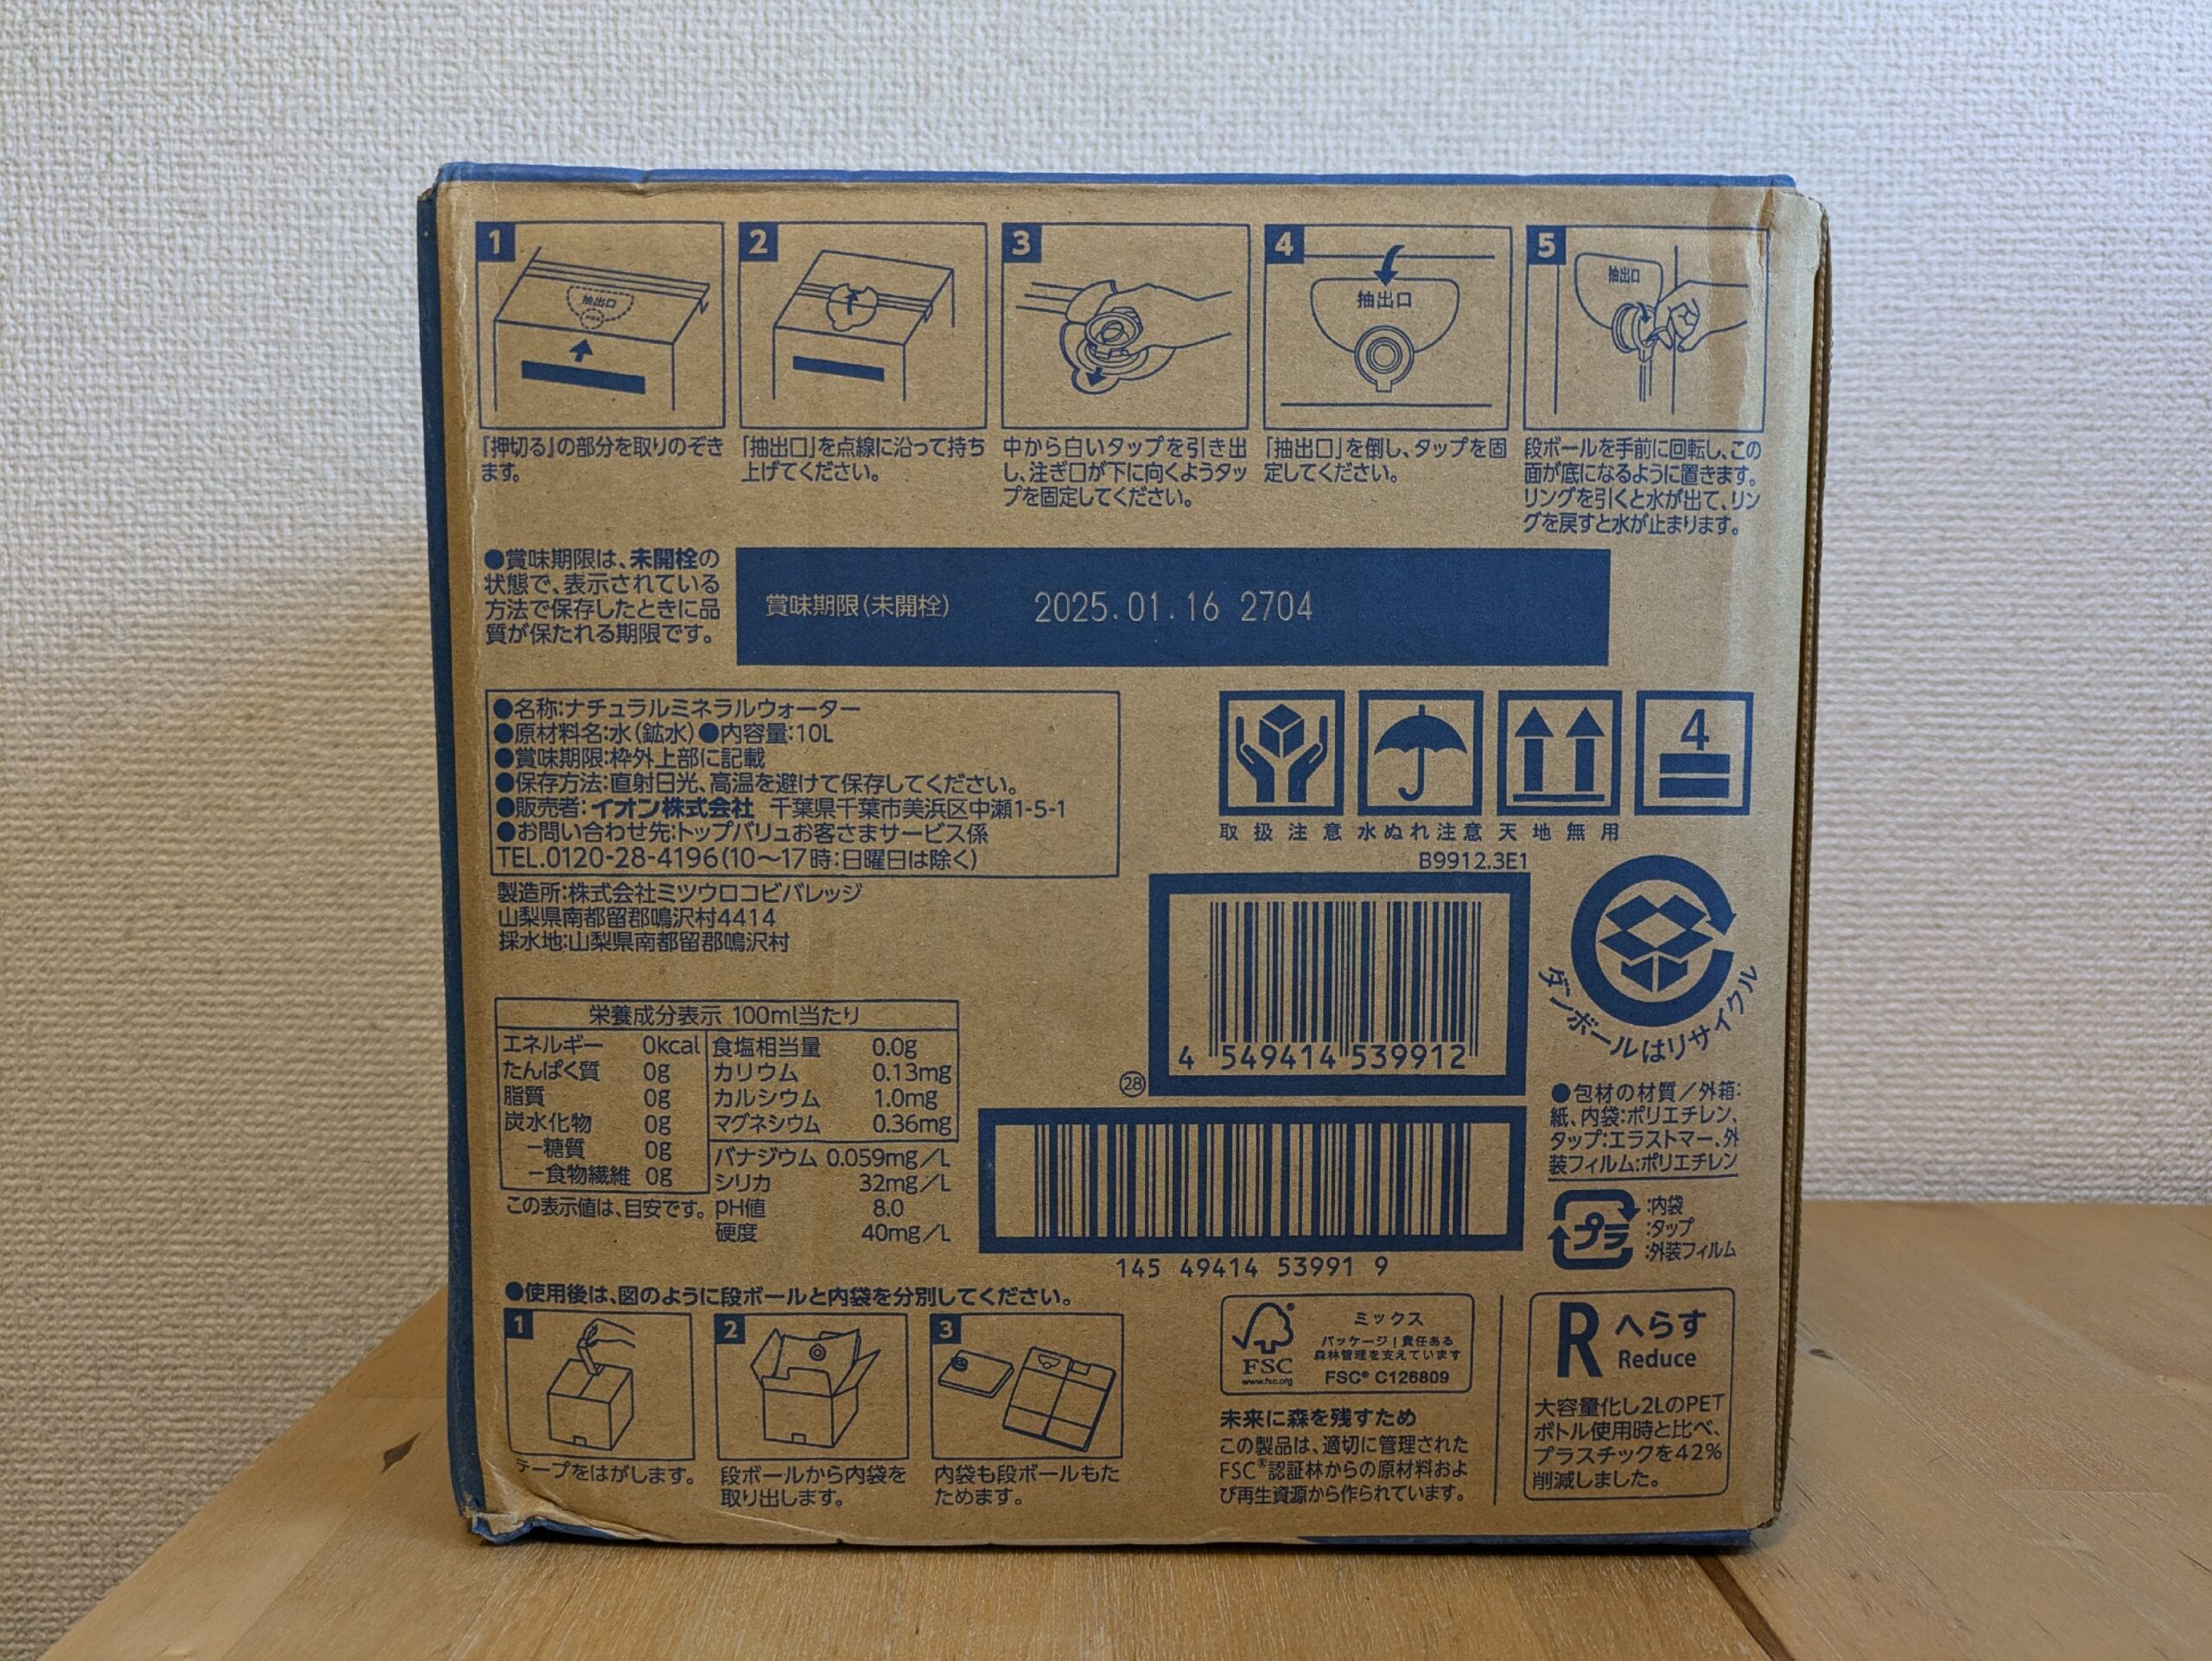 1
抽出口
『押切る』の部分を取りのぞき
ます。
2
「抽出口」を点線に沿って持ち
上げてください。
3
中から白いタップを引き出
し、注ぎ口が下に向くようタッ
プを固定してください。
4
抽出口
「抽出口」を倒し、タップを固
定してください。
5
抽出口
段ボールを手前に回転し、この
面が底になるように置きます。
リングを引くと水が出て、リン
グを戻すと水が止まります。
●賞味期限は、未開栓の
状態で、表示されている
方法で保存したときに品
質が保たれる期限です。
賞味期限(未開栓) 2025.01.16 2704
●名称:ナチュラルミネラルウォーター
●原材料名:水(鉱水) ●内容量:10L
●賞味期限:枠外上部に記載
●保存方法:直射日光、高温を避けて保存してください。
●販売者:イオン株式会社 千葉県千葉市美浜区中瀬1-5-1
●お問い合わせ先:トップバリュお客さまサービス係
TEL.0120-28-4196(10〜17時:日曜日は除く)
製造所:株式会社ミツウロコビバレッジ
山梨県南都留郡鳴沢村4414
採水地:山梨県南都留郡鳴沢村
4
取扱注意 水ぬれ注意 天地無用
B9912.3E1
4 549414 539912
㉘
145 49414 53991 9
ダンボールはリサイクル
●包材の材質/外箱:
紙、内袋:ポリエチレン、
タップ:エラストマー、外
装フィルム:ポリエチレン
プラ
:内袋
:タップ
:外装フィルム
栄養成分表示 100ml当たり
エネルギー 0kcal
たんぱく質 0g
脂質 0g
炭水化物 0g
−糖質 0g
−食物繊維 0g
この表示値は、目安です。
食塩相当量 0.0g
カリウム 0.13mg
カルシウム 1.0mg
マグネシウム 0.36mg
バナジウム 0.059mg/L
シリカ 32mg/L
pH値 8.0
硬度 40mg/L
●使用後は、図のように段ボールと内袋を分別してください。
1
テープをはがします。
2
段ボールから内袋を
取り出します。
3
内袋も段ボールもた
ためます。
FSC
www.fsc.org
ミックス
パッケージ|責任ある
森林管理を支えています
FSC® C126809
未来に森を残すため
この製品は、適切に管理された
FSC®認証林からの原材料およ
び再生資源から作られています。
R へらす
Reduce
大容量化し2LのPET
ボトル使用時と比べ、
プラスチックを42%
削減しました。